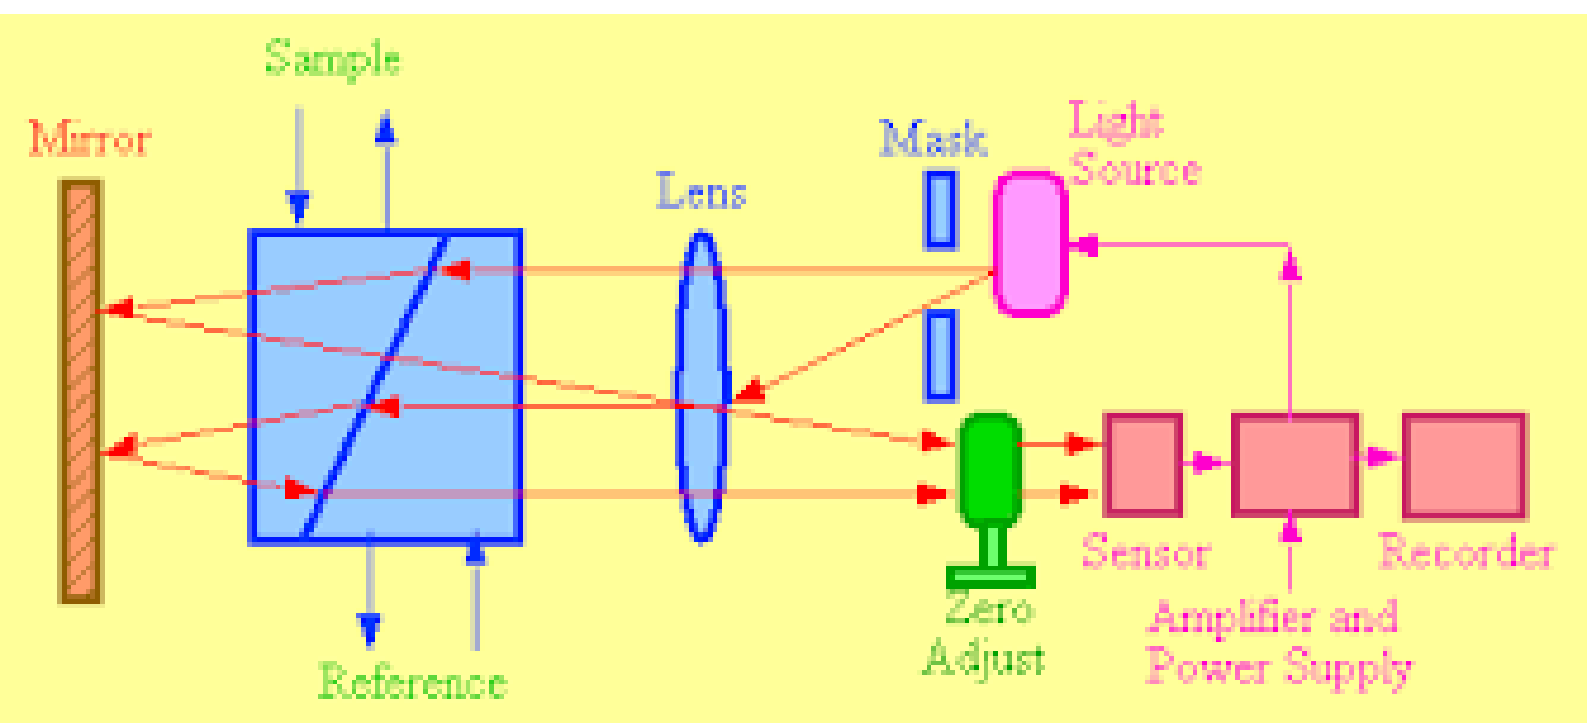 Sample
Mirror
Mask
Light
Source
Lens
Sensor
Recorder
Zero
Adjust
Amplifier and
Power Supply
Reference